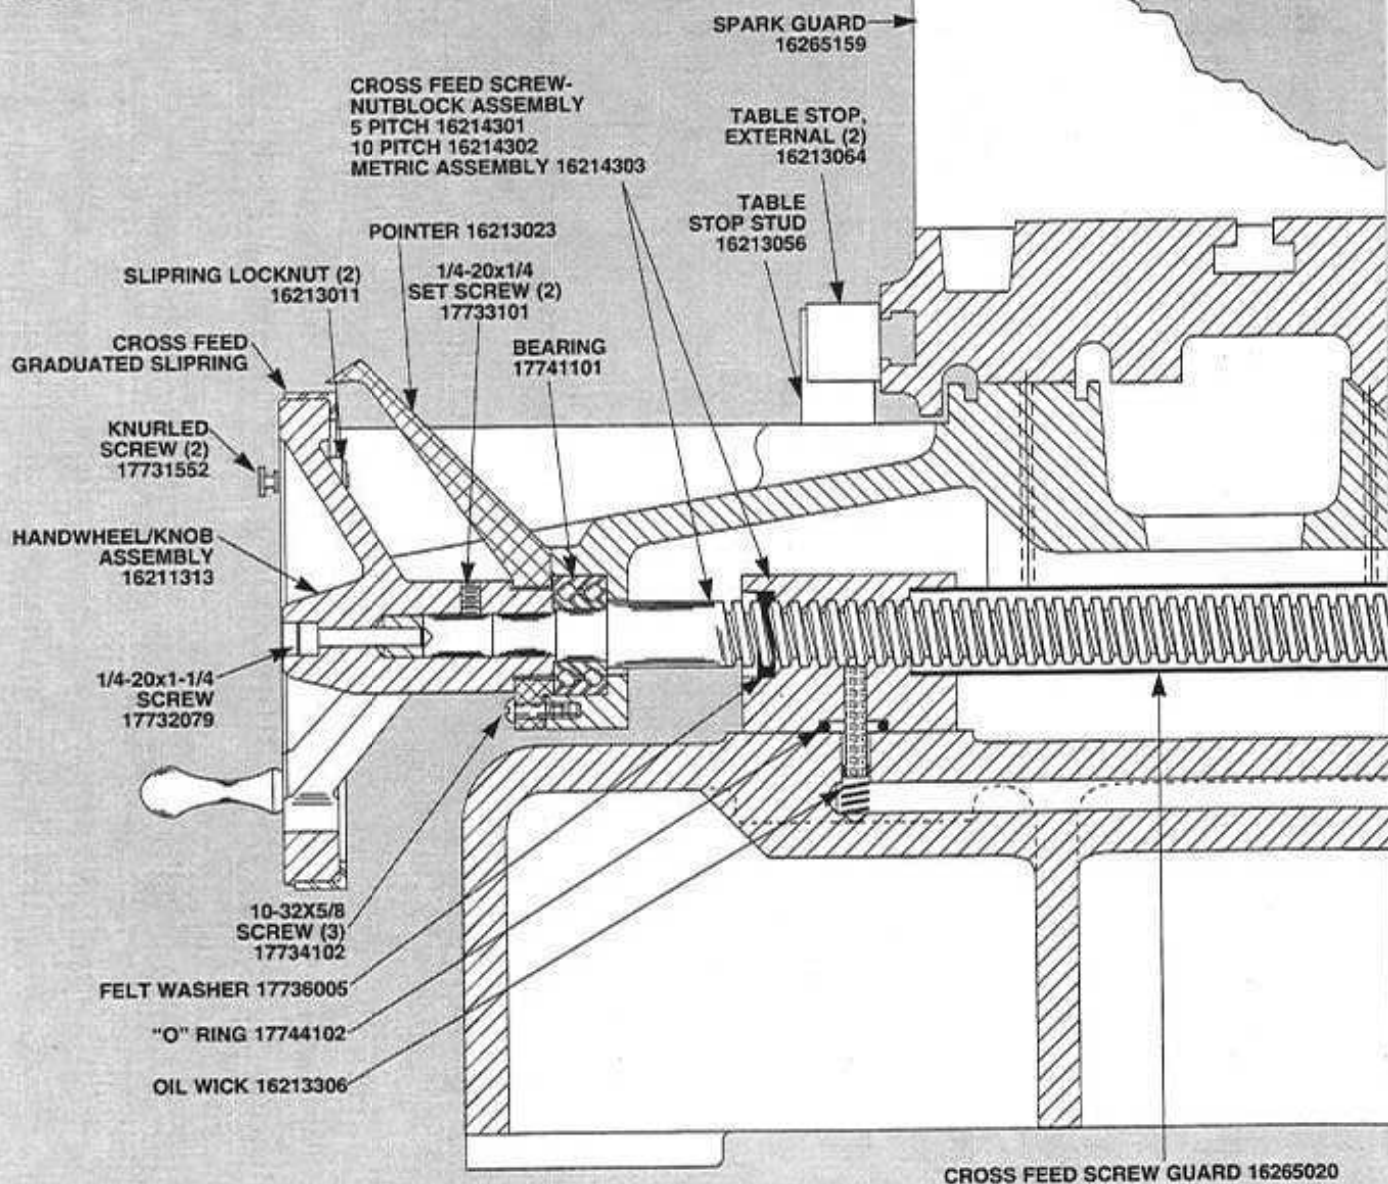 SPARK GUARD
16265159
CROSS FEED SCREW-
NUTBLOCK ASSEMBLY
5 PITCH 16214301
10 PITCH 16214302
METRIC ASSEMBLY 16214303
TABLE STOP,
EXTERNAL (2)
16213064
TABLE
STOP STUD
16213056
POINTER 16213023
SLIPRING LOCKNUT (2)
16213011
1/4-20x1/4
SET SCREW (2)
17733101
CROSS FEED
GRADUATED SLIPRING
BEARING
17741101
KNURLED
SCREW (2)
17731552
HANDWHEEL/KNOB
ASSEMBLY
16211313
1/4-20x1-1/4
SCREW
17732079
10-32X5/8
SCREW (3)
17734102
FELT WASHER 17736005
"O" RING 17744102
OIL WICK 16213306
CROSS FEED SCREW GUARD 16265020